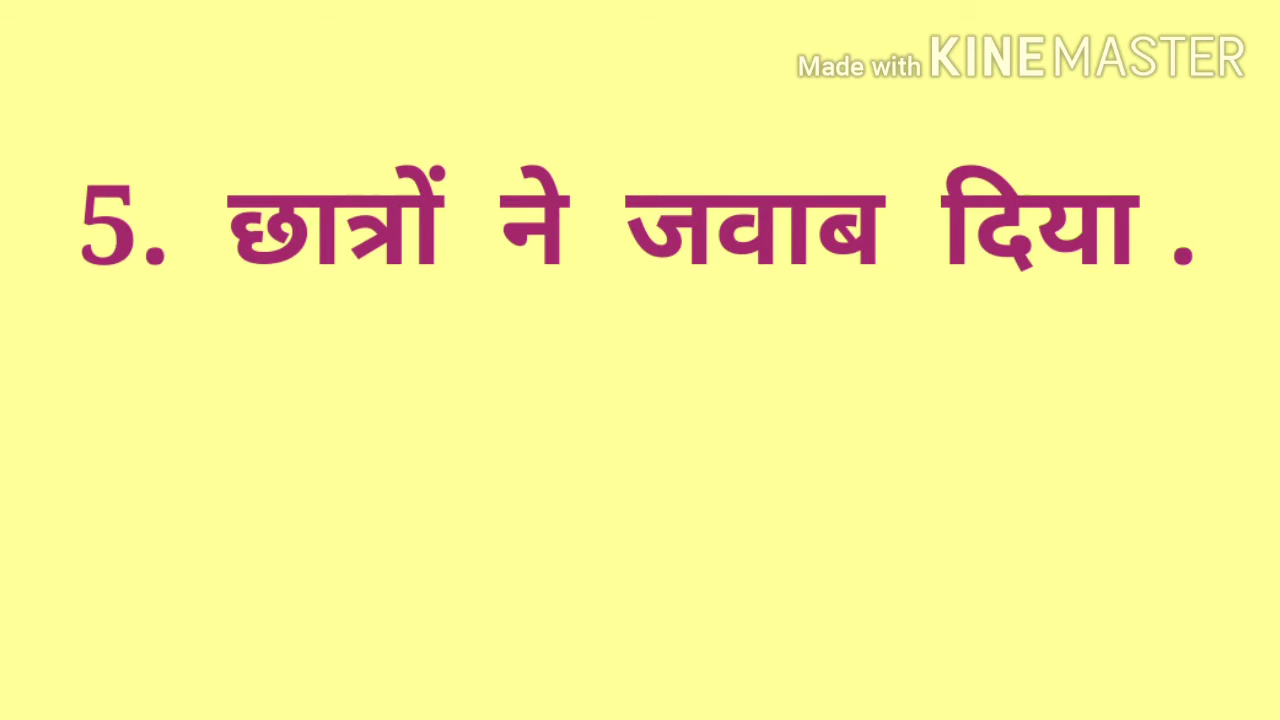 Made with KINEMASTER
5. छात्रों ने जवाब दिया .